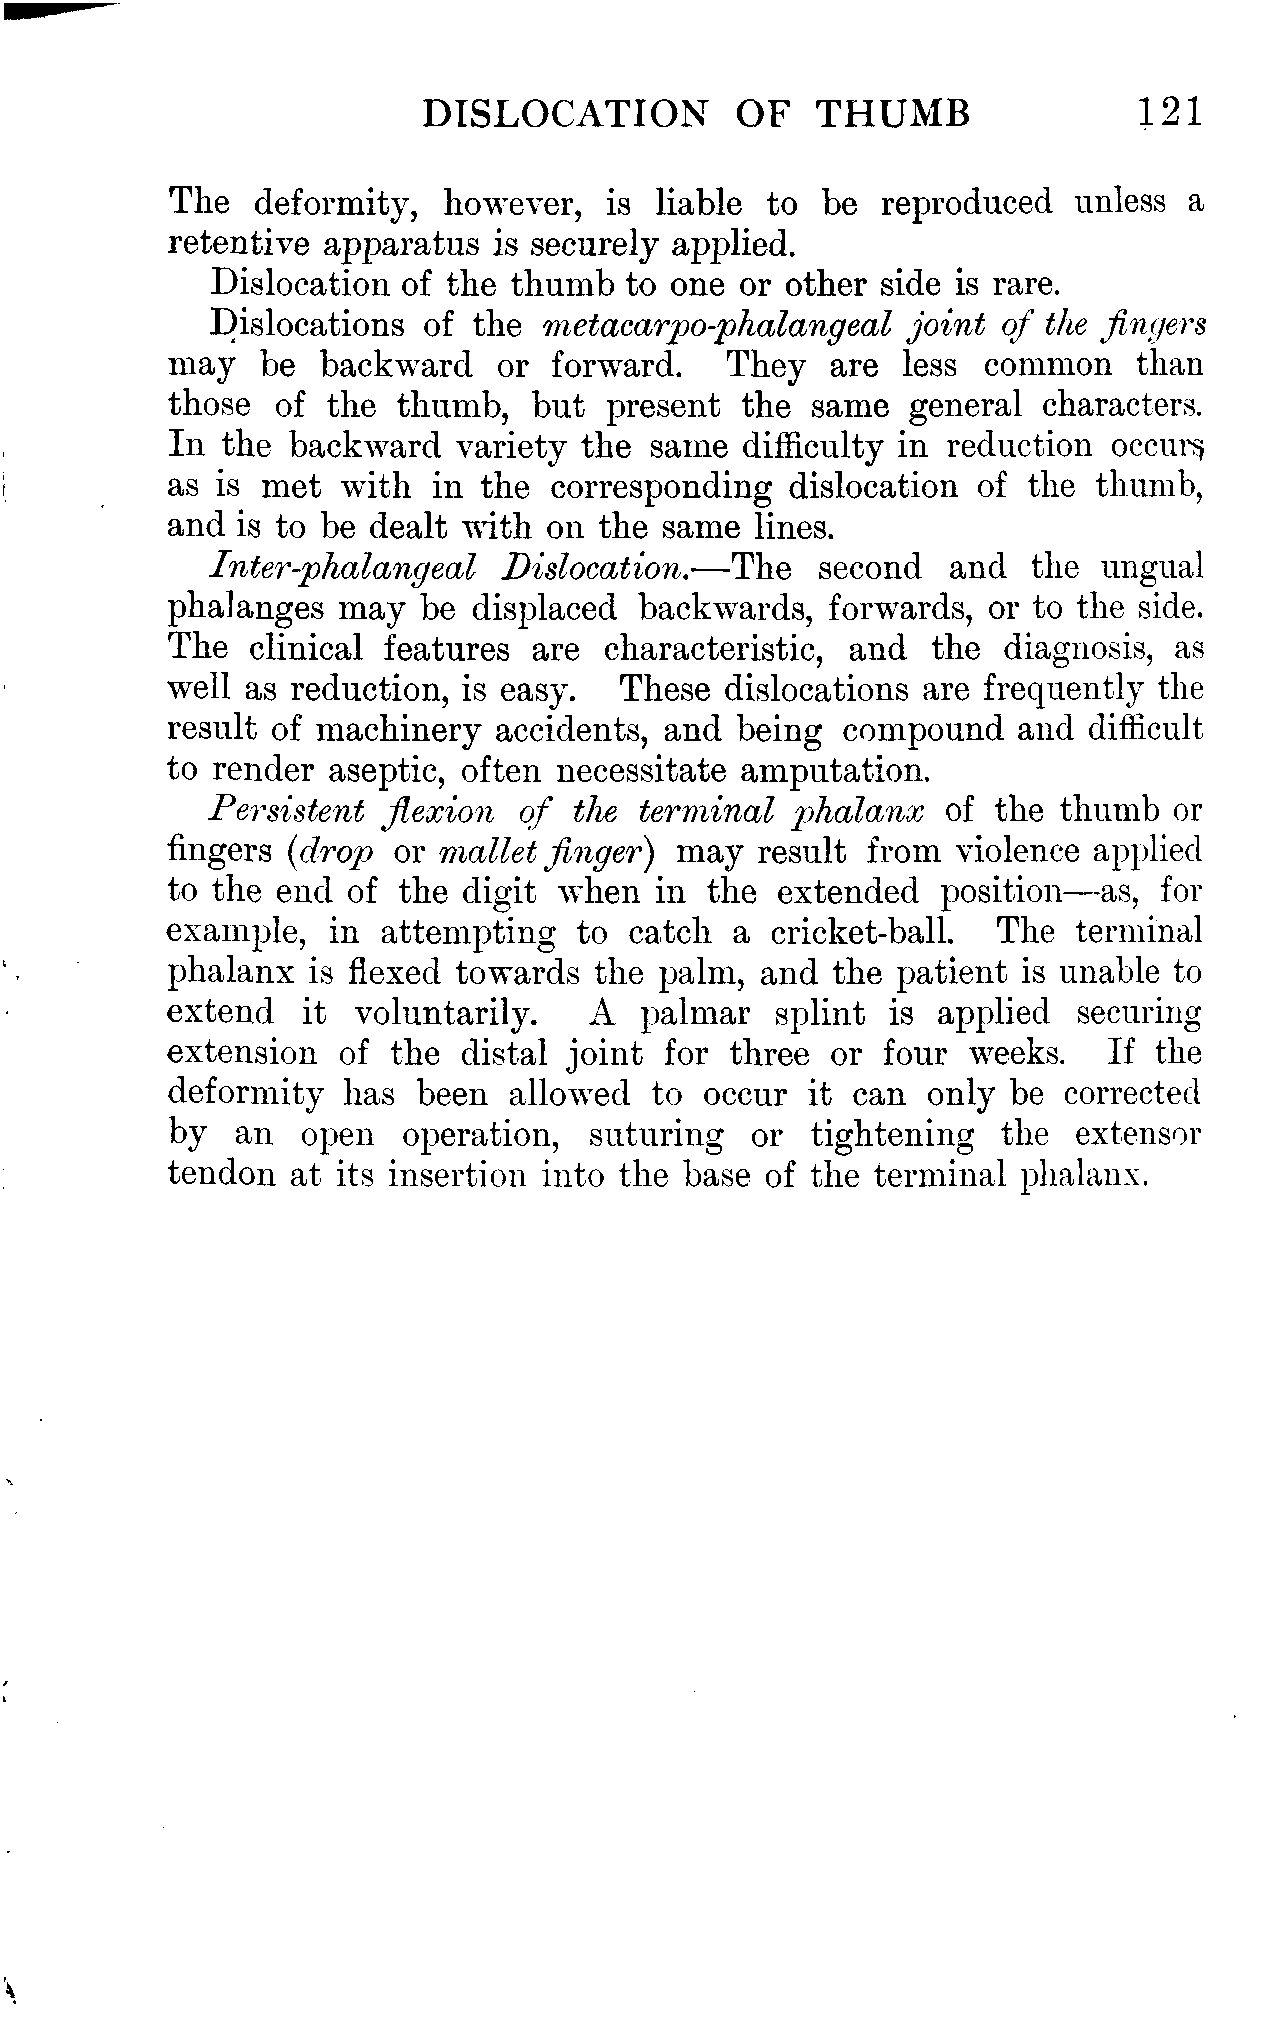 DISLOCATION OF THUMB 121
The deformity, however, is liable to be reproduced unless a
retentive apparatus is securely applied.
Dislocation of the thumb to one or other side is rare.
Dislocations of the metacarpo-phalangeal joint of the fingers
may be backward or forward. They are less common than
those of the thumb, but present the same general characters.
In the backward variety the same difficulty in reduction occurs
as is met with in the corresponding dislocation of the thumb,
and is to be dealt with on the same lines.
Inter-phalangeal Dislocation.—The second and the ungual
phalanges may be displaced backwards, forwards, or to the side.
The clinical features are characteristic, and the diagnosis, as
well as reduction, is easy. These dislocations are frequently the
result of machinery accidents, and being compound and difficult
to render aseptic, often necessitate amputation.
Persistent flexion of the terminal phalanx of the thumb or
fingers (drop or mallet finger) may result from violence applied
to the end of the digit when in the extended position—as, for
example, in attempting to catch a cricket-ball. The terminal
phalanx is flexed towards the palm, and the patient is unable to
extend it voluntarily. A palmar splint is applied securing
extension of the distal joint for three or four weeks. If the
deformity has been allowed to occur it can only be corrected
by an open operation, suturing or tightening the extensor
tendon at its insertion into the base of the terminal phalanx.